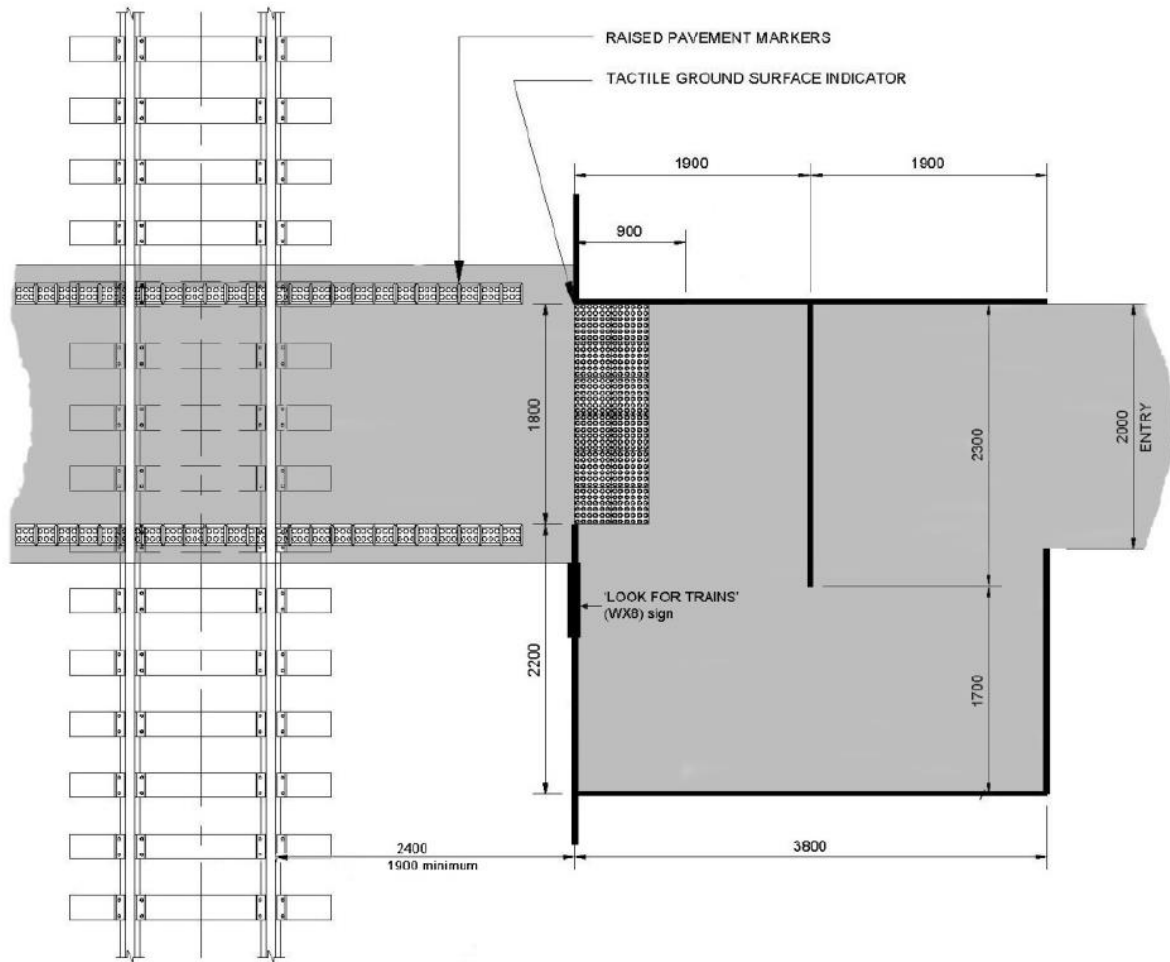 RAISED PAVEMENT MARKERS
TACTILE GROUND SURFACE INDICATOR
1900
1900
900
1800
2300
2000
ENTRY
'LOOK FOR TRAINS'
(WX6) sign
2200
1700
2400
1900 minimum
3800